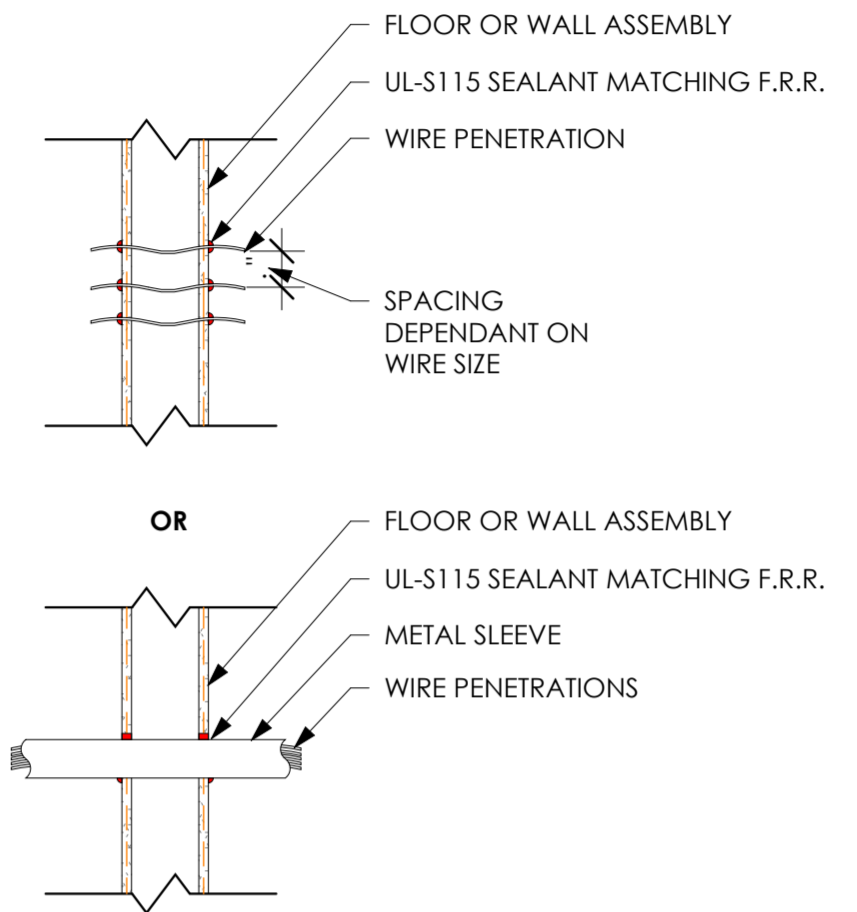 FLOOR OR WALL ASSEMBLY
UL-S115 SEALANT MATCHING F.R.R.
WIRE PENETRATION
SPACING
DEPENDANT ON
WIRE SIZE
OR
FLOOR OR WALL ASSEMBLY
UL-S115 SEALANT MATCHING F.R.R.
METAL SLEEVE
WIRE PENETRATIONS